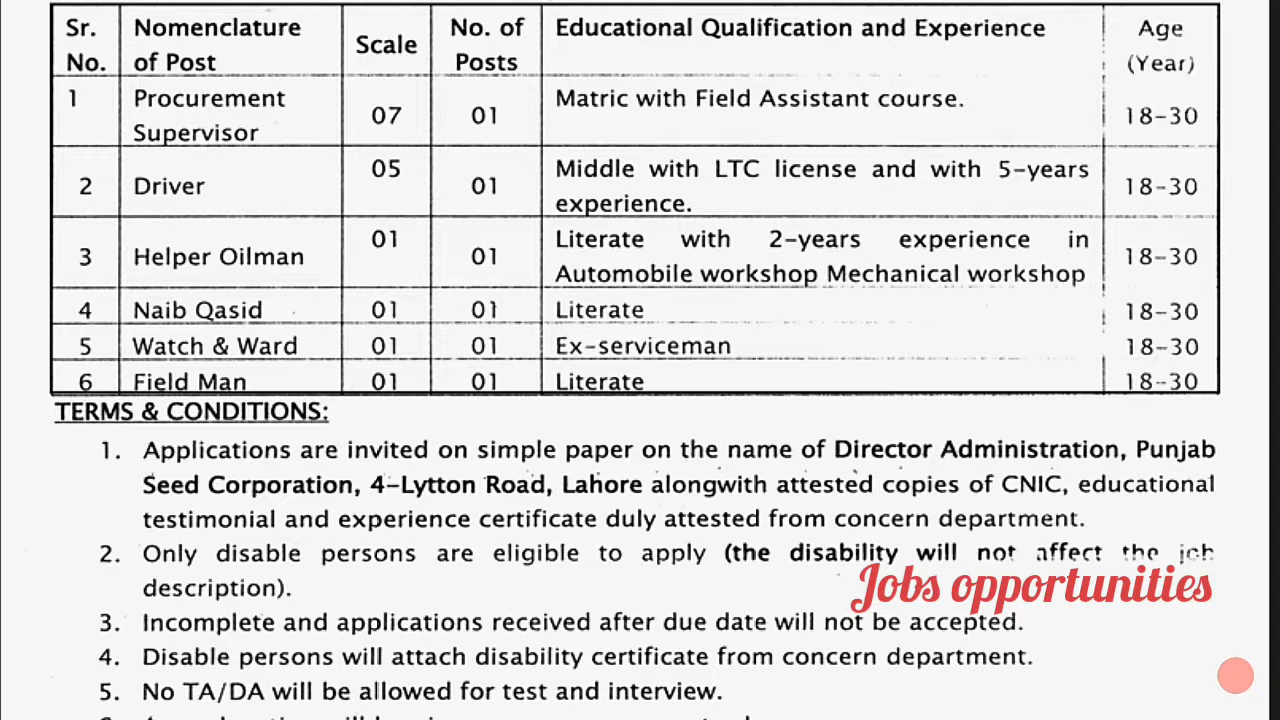 Sr. No. Nomenclature of Post Scale No. of Posts Educational Qualification and Experience Age (Year)
1 Procurement Supervisor 07 01 Matric with Field Assistant course. 18-30
2 Driver 05 01 Middle with LTC license and with 5-years experience. 18-30
3 Helper Oilman 01 01 Literate with 2-years experience in Automobile workshop Mechanical workshop 18-30
4 Naib Qasid 01 01 Literate 18-30
5 Watch & Ward 01 01 Ex-serviceman 18-30
6 Field Man 01 01 Literate 18-30
TERMS & CONDITIONS:
1. Applications are invited on simple paper on the name of Director Administration, Punjab
Seed Corporation, 4-Lytton Road, Lahore alongwith attested copies of CNIC, educational
testimonial and experience certificate duly attested from concern department.
2. Only disable persons are eligible to apply (the disability will not affect the job
description).
Jobs opportunities
3. Incomplete and applications received after due date will not be accepted.
4. Disable persons will attach disability certificate from concern department.
5. No TA/DA will be allowed for test and interview.